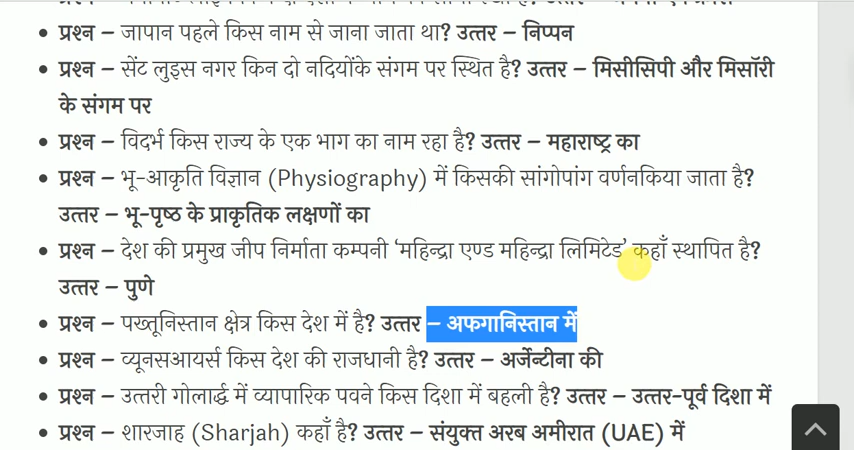 प्रश्न – जापान पहले किस नाम से जाना जाता था? उत्तर – निप्पन
प्रश्न – सेंट लुइस नगर किन दो नदियोंके संगम पर स्थित है? उत्तर – मिसीसिपी और मिसॉरी
के संगम पर
प्रश्न – विदर्भ किस राज्य के एक भाग का नाम रहा है? उत्तर – महाराष्ट्र का
प्रश्न – भू-आकृति विज्ञान (Physiography) में किसकी सांगोपांग वर्णनकिया जाता है?
उत्तर – भू-पृष्ठ के प्राकृतिक लक्षणों का
प्रश्न – देश की प्रमुख जीप निर्माता कम्पनी ‘महिन्द्रा एण्ड महिन्द्रा लिमिटेड’ कहाँ स्थापित है?
उत्तर – पुणे
प्रश्न – पख्तूनिस्तान क्षेत्र किस देश में है? उत्तर – अफगानिस्तान में
प्रश्न – व्यूनसआयर्स किस देश की राजधानी है? उत्तर – अर्जेन्टीना की
प्रश्न – उत्तरी गोलार्द्ध में व्यापारिक पवने किस दिशा में बहली है? उत्तर – उत्तर-पूर्व दिशा में
प्रश्न – शारजाह (Sharjah) कहाँ है? उत्तर – संयुक्त अरब अमीरात (UAE) में